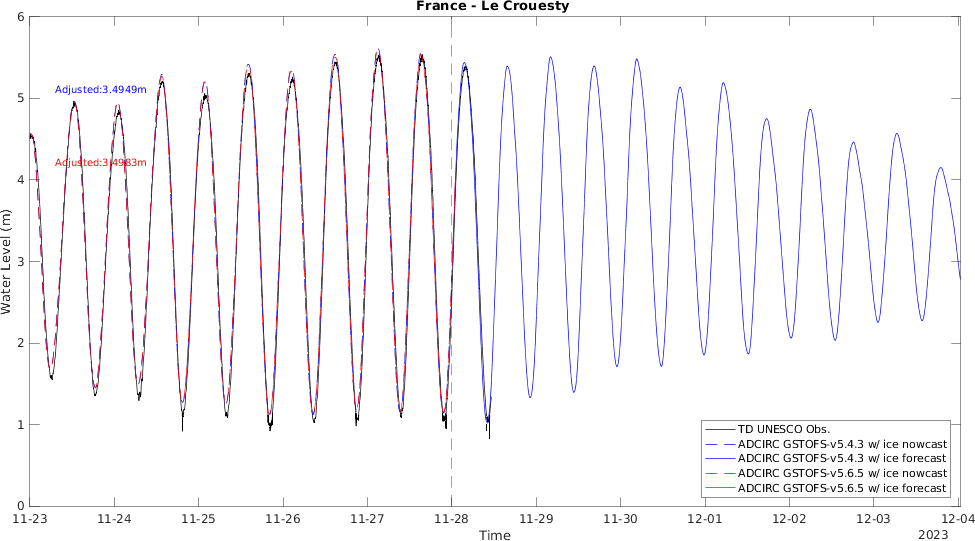 France - Le Crouesty
6
5
4
3
2
1
0
Water Level (m)
Adjusted:3.4949m
Adjusted:3.4983m
TD UNESCO Obs.
ADCIRC GSTOFS-v5.4.3 w/ ice nowcast
ADCIRC GSTOFS-v5.4.3 w/ ice forecast
ADCIRC GSTOFS-v5.6.5 w/ ice nowcast
ADCIRC GSTOFS-v5.6.5 w/ ice forecast
11-23 11-24 11-25 11-26 11-27 11-28 11-29 11-30 12-01 12-02 12-03 12-04
Time
2023